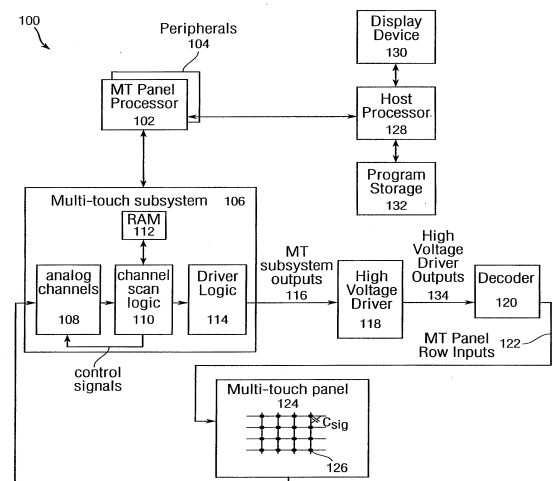 100
Peripherals
104
MT Panel
Processor
102
Display
Device
130
Host
Processor
128
Program
Storage
132
Multi-touch subsystem 106
RAM
112
analog
channels
108
channel
scan
logic
110
Driver
Logic
114
control
signals
MT
subsystem
outputs
116
High
Voltage
Driver
118
High
Voltage
Driver
Outputs
134
Decoder
120
MT Panel
Row Inputs
122
Multi-touch panel
124
Csig
126